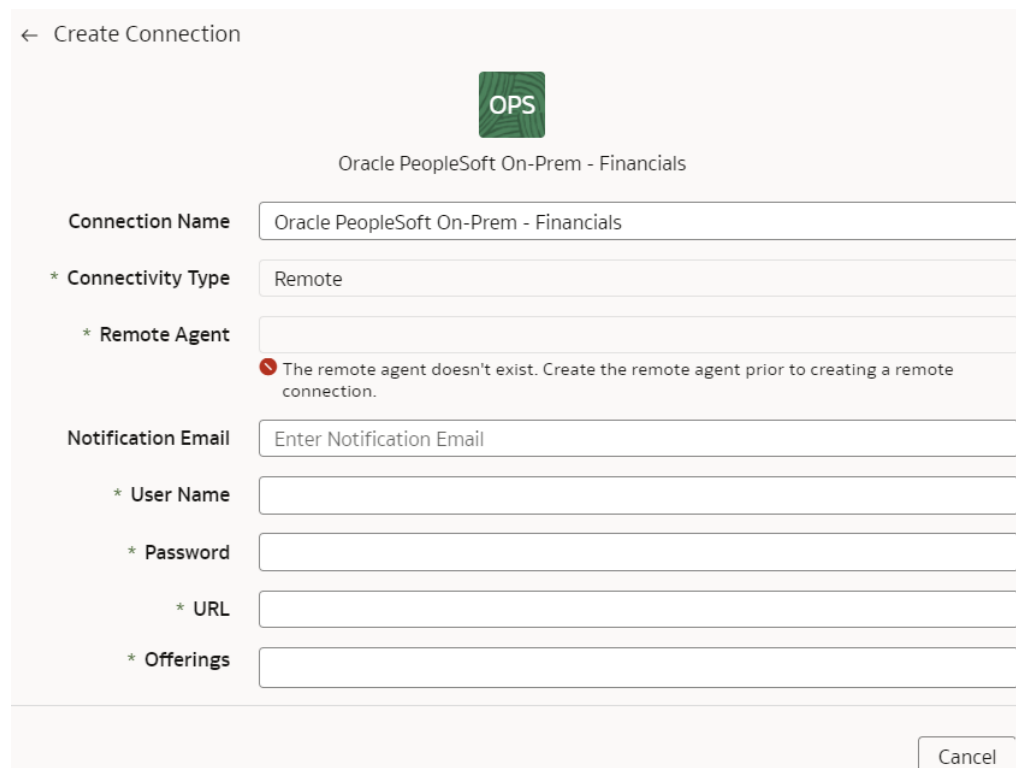 ← Create Connection
OPS
Oracle PeopleSoft On-Prem - Financials
Connection Name Oracle PeopleSoft On-Prem - Financials
* Connectivity Type Remote
* Remote Agent
The remote agent doesn't exist. Create the remote agent prior to creating a remote
connection.
Notification Email Enter Notification Email
* User Name
* Password
* URL
* Offerings
Cancel